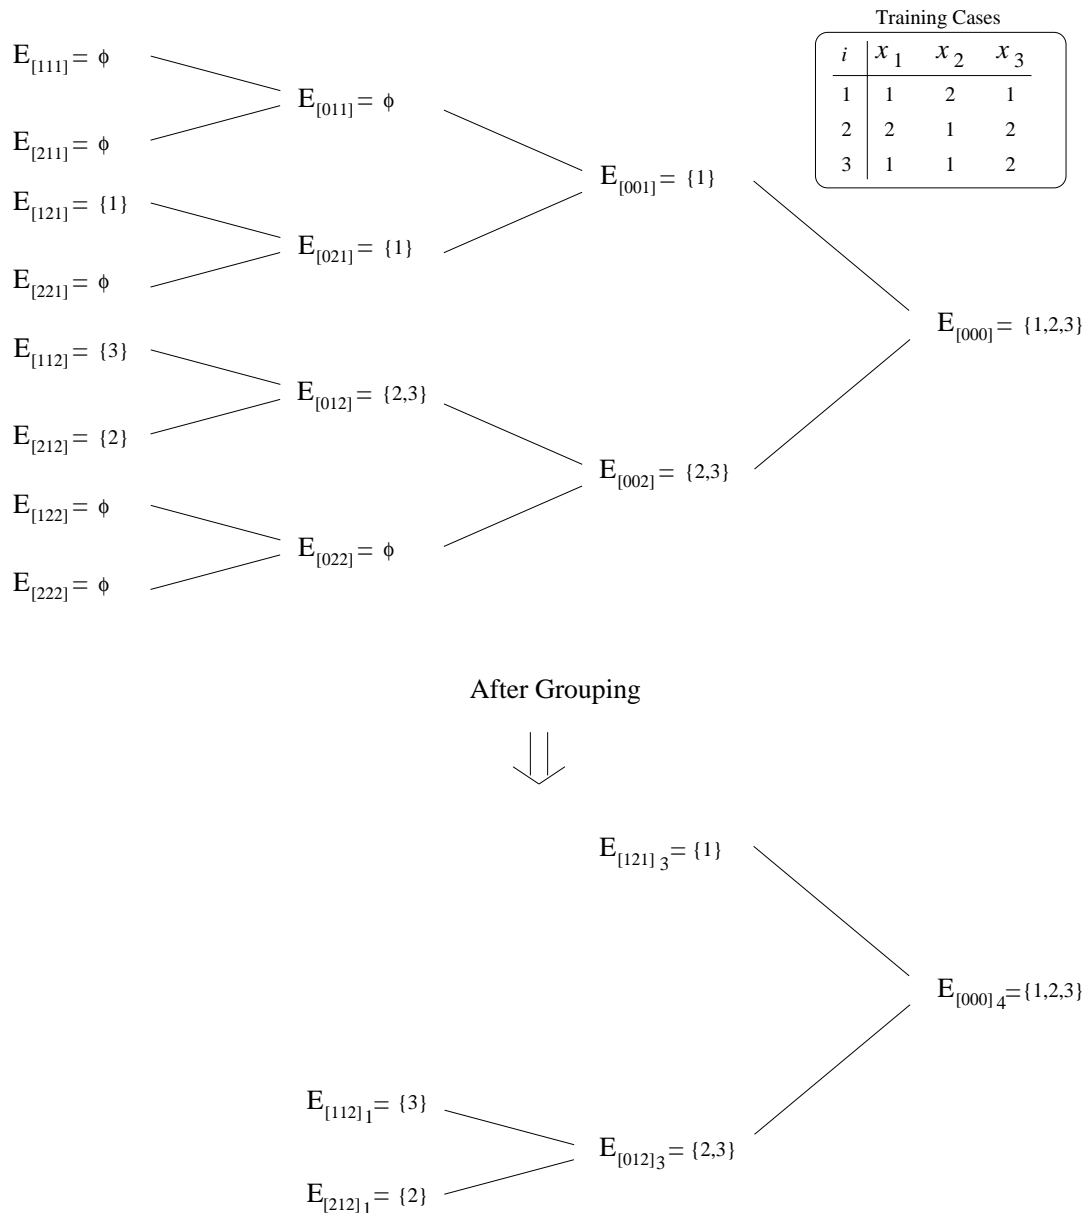 Training Cases
i x1 x2 x3
1 1 2 1
2 2 1 2
3 1 1 2
E[111] = ϕ
E[211] = ϕ
E[121] = {1}
E[221] = ϕ
E[112] = {3}
E[212] = {2}
E[122] = ϕ
E[222] = ϕ
E[011] = ϕ
E[021] = {1}
E[012] = {2,3}
E[022] = ϕ
E[001] = {1}
E[002] = {2,3}
E[000] = {1,2,3}
After Grouping
E[121]3 = {1}
E[000]4 = {1,2,3}
E[112]1 = {3}
E[012]3 = {2,3}
E[212]1 = {2}